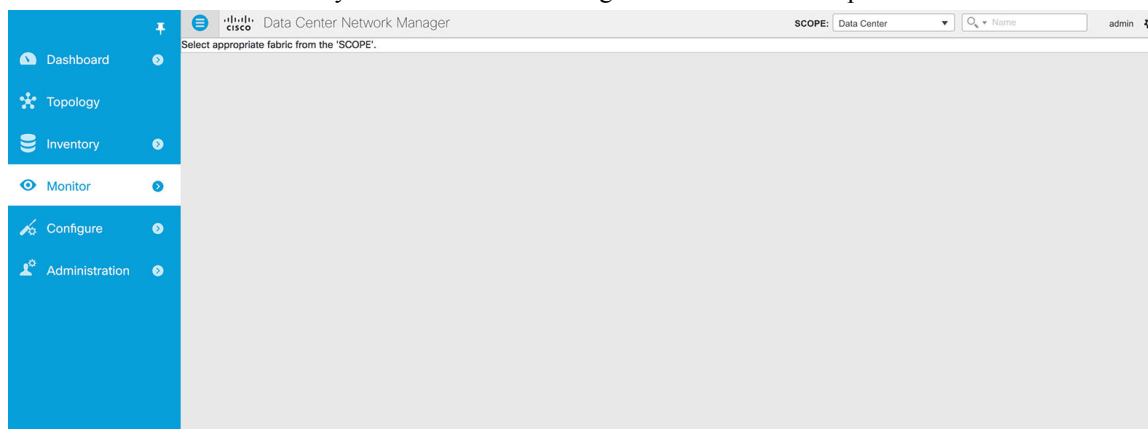 cisco Data Center Network Manager SCOPE: Data Center Name admin
Select appropriate fabric from the 'SCOPE'.
Dashboard
Topology
Inventory
Monitor
Configure
Administration